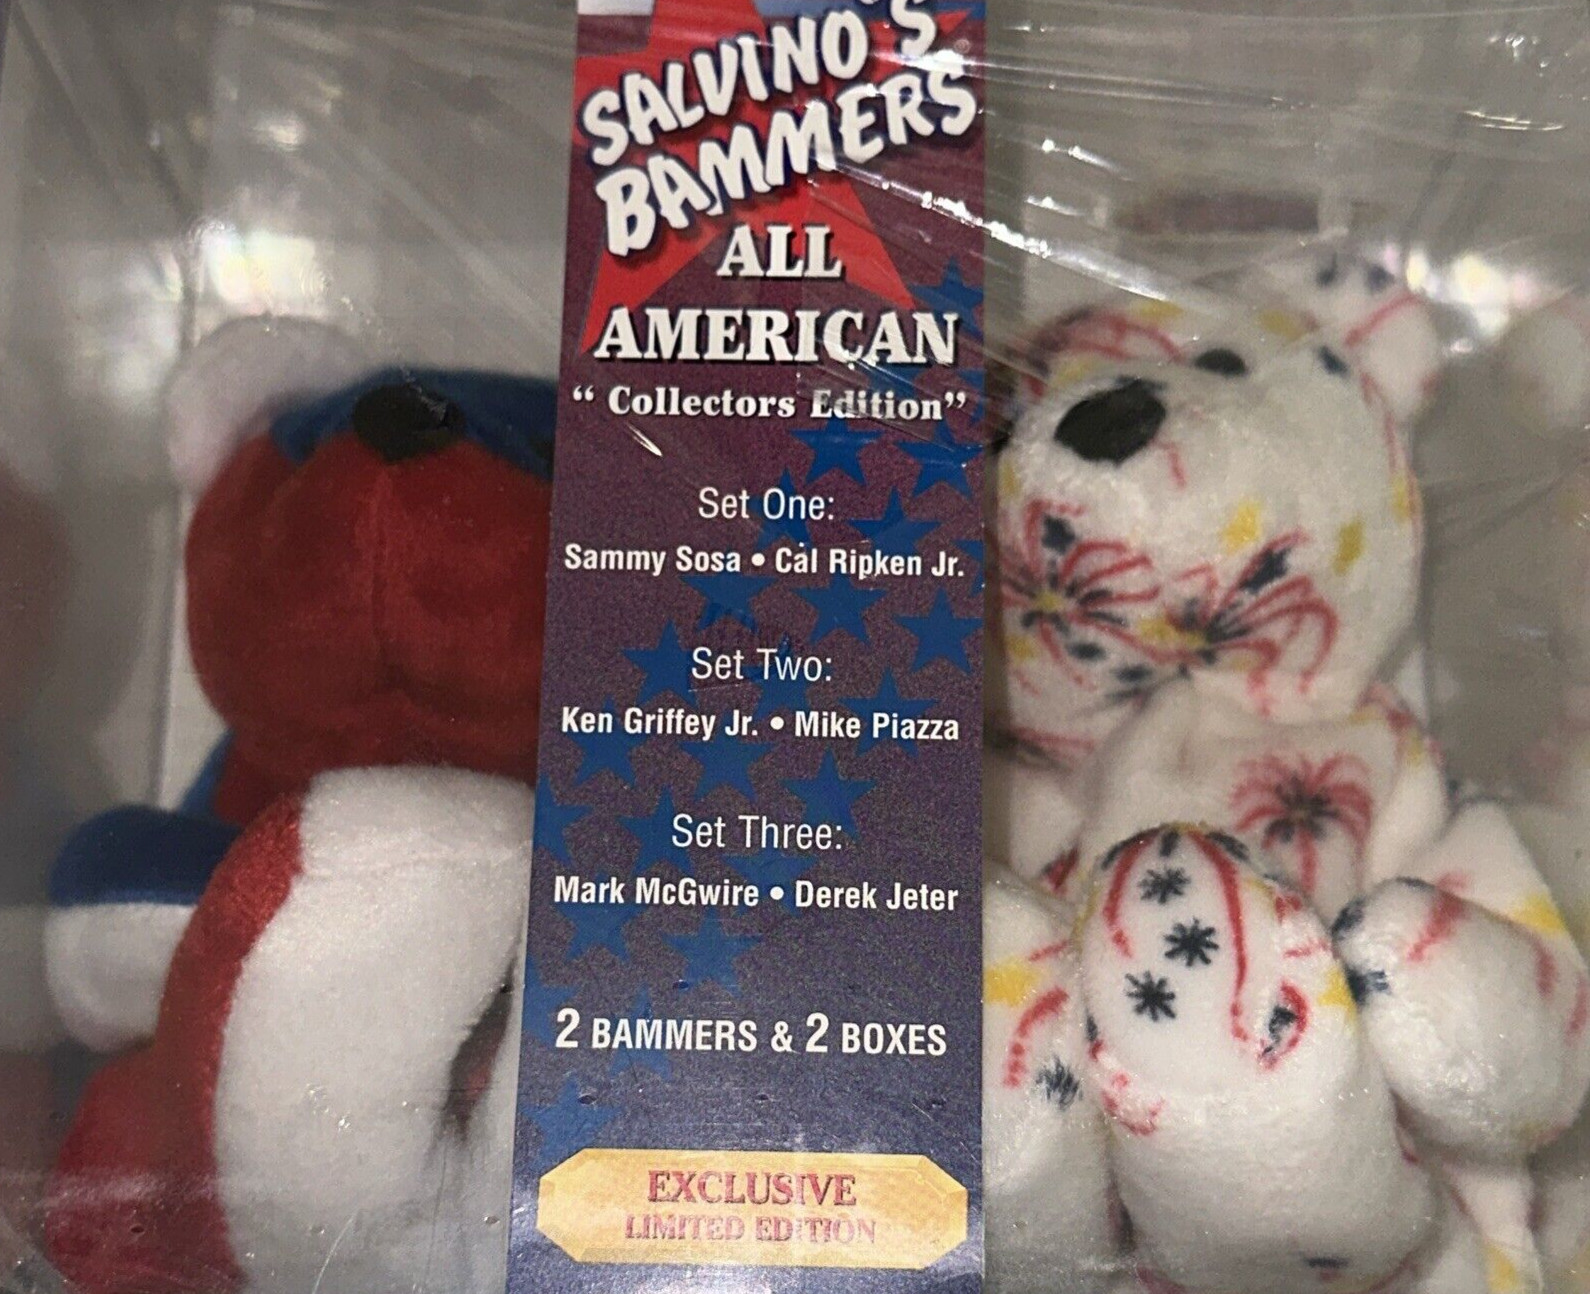 SALVINO'S
BAMMERS
ALL
AMERICAN
“ Collectors Edition”
Set One:
Sammy Sosa • Cal Ripken Jr.
Set Two:
Ken Griffey Jr. • Mike Piazza
Set Three:
Mark McGwire • Derek Jeter
2 BAMMERS & 2 BOXES
EXCLUSIVE
LIMITED EDITION